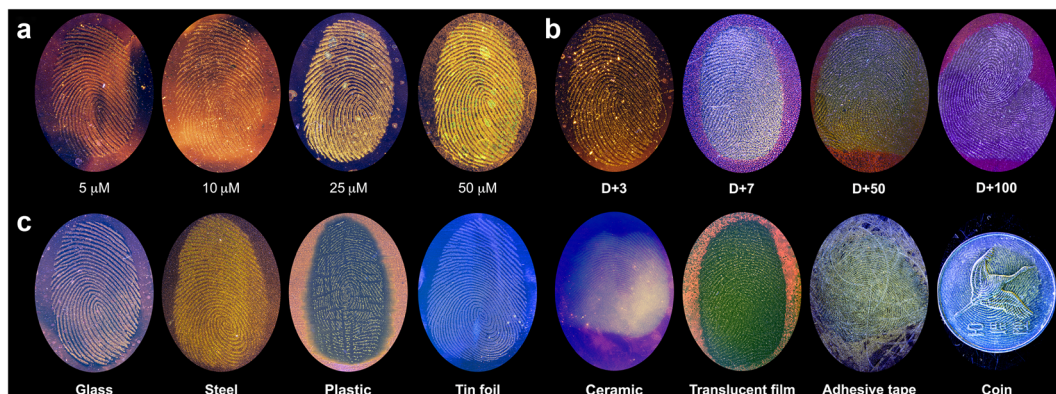 a
b
5 µM
10 µM
25 µM
50 µM
D+3
D+7
D+50
D+100
c
Glass
Steel
Plastic
Tin foil
Ceramic
Translucent film
Adhesive tape
Coin